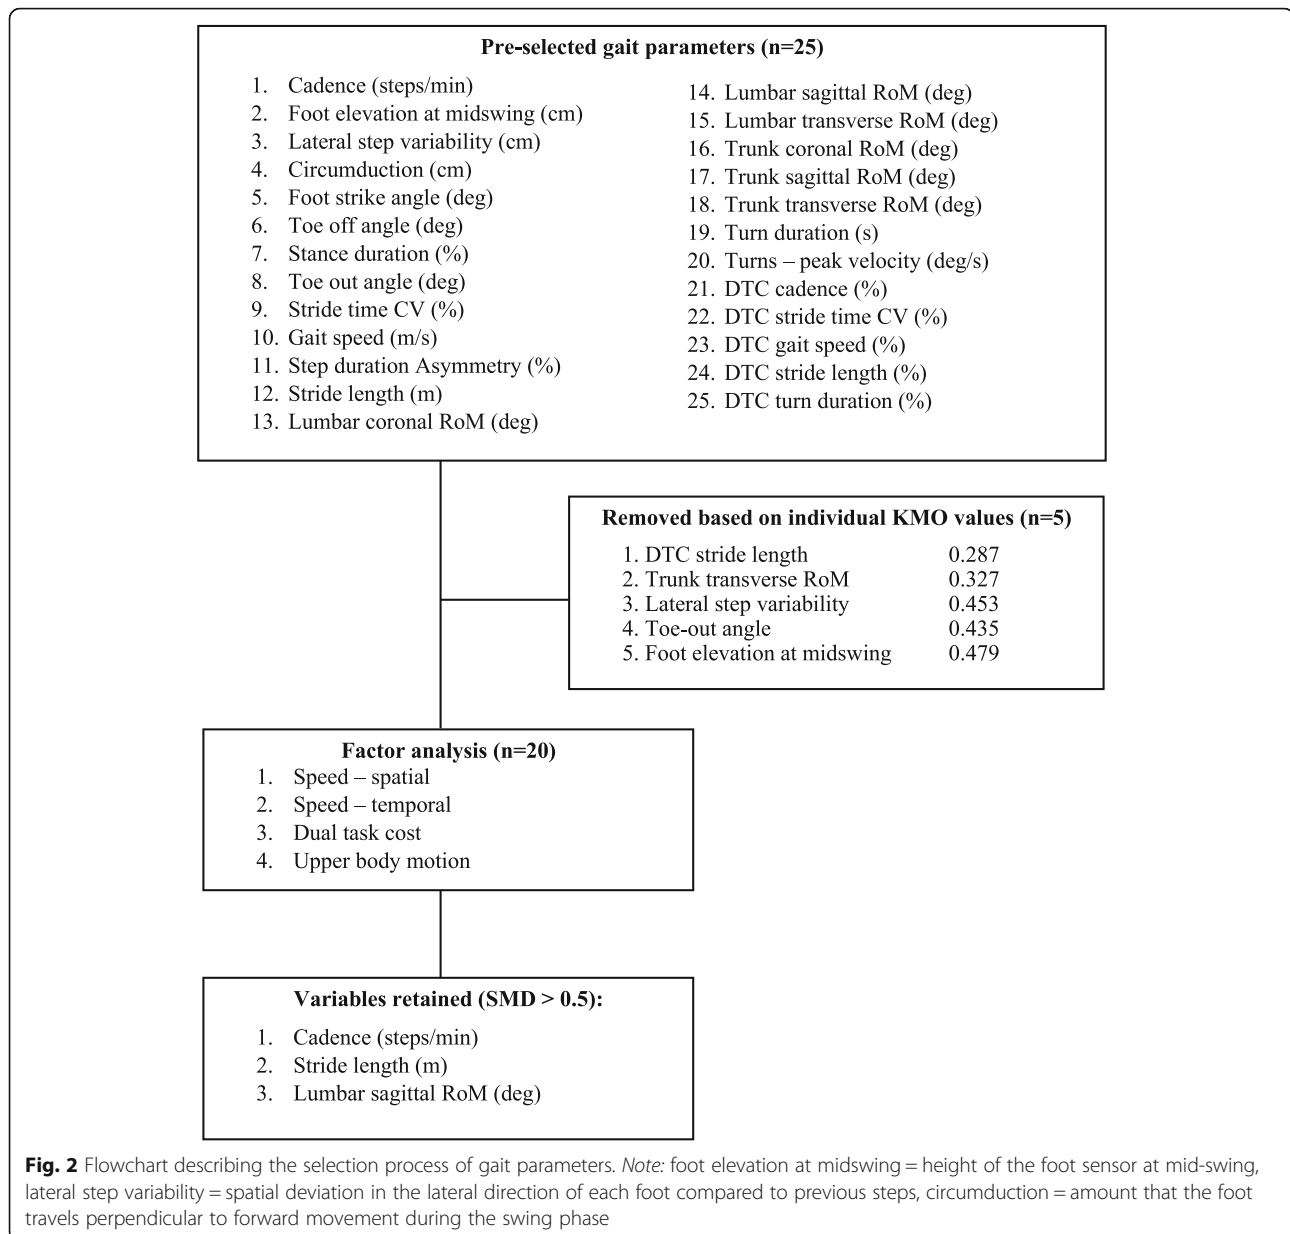 Pre-selected gait parameters (n=25)
1. Cadence (steps/min)
2. Foot elevation at midswing (cm)
3. Lateral step variability (cm)
4. Circumduction (cm)
5. Foot strike angle (deg)
6. Toe off angle (deg)
7. Stance duration (%)
8. Toe out angle (deg)
9. Stride time CV (%)
10. Gait speed (m/s)
11. Step duration Asymmetry (%)
12. Stride length (m)
13. Lumbar coronal RoM (deg)
14. Lumbar sagittal RoM (deg)
15. Lumbar transverse RoM (deg)
16. Trunk coronal RoM (deg)
17. Trunk sagittal RoM (deg)
18. Trunk transverse RoM (deg)
19. Turn duration (s)
20. Turns – peak velocity (deg/s)
21. DTC cadence (%)
22. DTC stride time CV (%)
23. DTC gait speed (%)
24. DTC stride length (%)
25. DTC turn duration (%)
Removed based on individual KMO values (n=5)
1. DTC stride length 0.287
2. Trunk transverse RoM 0.327
3. Lateral step variability 0.453
4. Toe-out angle 0.435
5. Foot elevation at midswing 0.479
Factor analysis (n=20)
1. Speed – spatial
2. Speed – temporal
3. Dual task cost
4. Upper body motion
Variables retained (SMD > 0.5):
1. Cadence (steps/min)
2. Stride length (m)
3. Lumbar sagittal RoM (deg)
Fig. 2 Flowchart describing the selection process of gait parameters. Note: foot elevation at midswing = height of the foot sensor at mid-swing,
lateral step variability = spatial deviation in the lateral direction of each foot compared to previous steps, circumduction = amount that the foot
travels perpendicular to forward movement during the swing phase